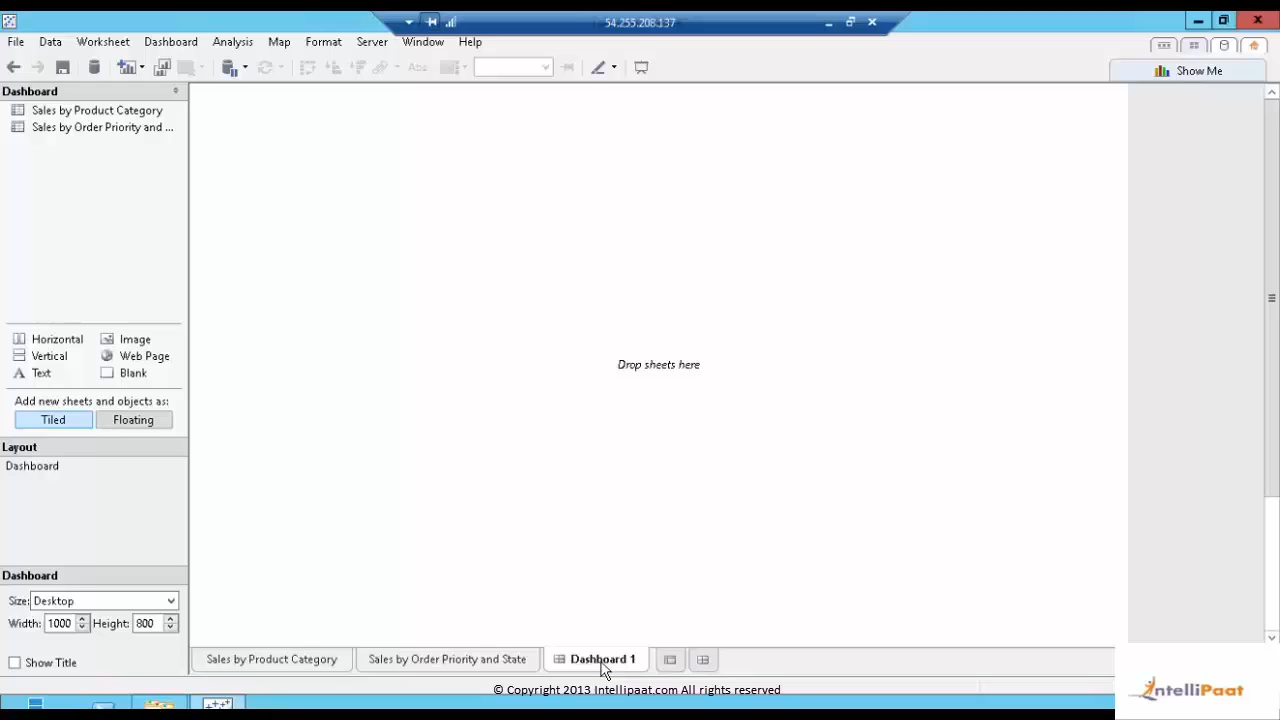 54.255.208.137
File Data Worksheet Dashboard Analysis Map Format Server Window Help
Abc
Show Me
Dashboard
Sales by Product Category
Sales by Order Priority and ...
Drop sheets here
Horizontal Image
Vertical Web Page
A Text Blank
Add new sheets and objects as:
Tiled Floating
Layout
Dashboard
Dashboard
Size: Desktop
Width: 1000 Height: 800
Show Title
Sales by Product Category Sales by Order Priority and State Dashboard 1
© Copyright 2013 Intellipaat.com All rights reserved
IntelliPaat